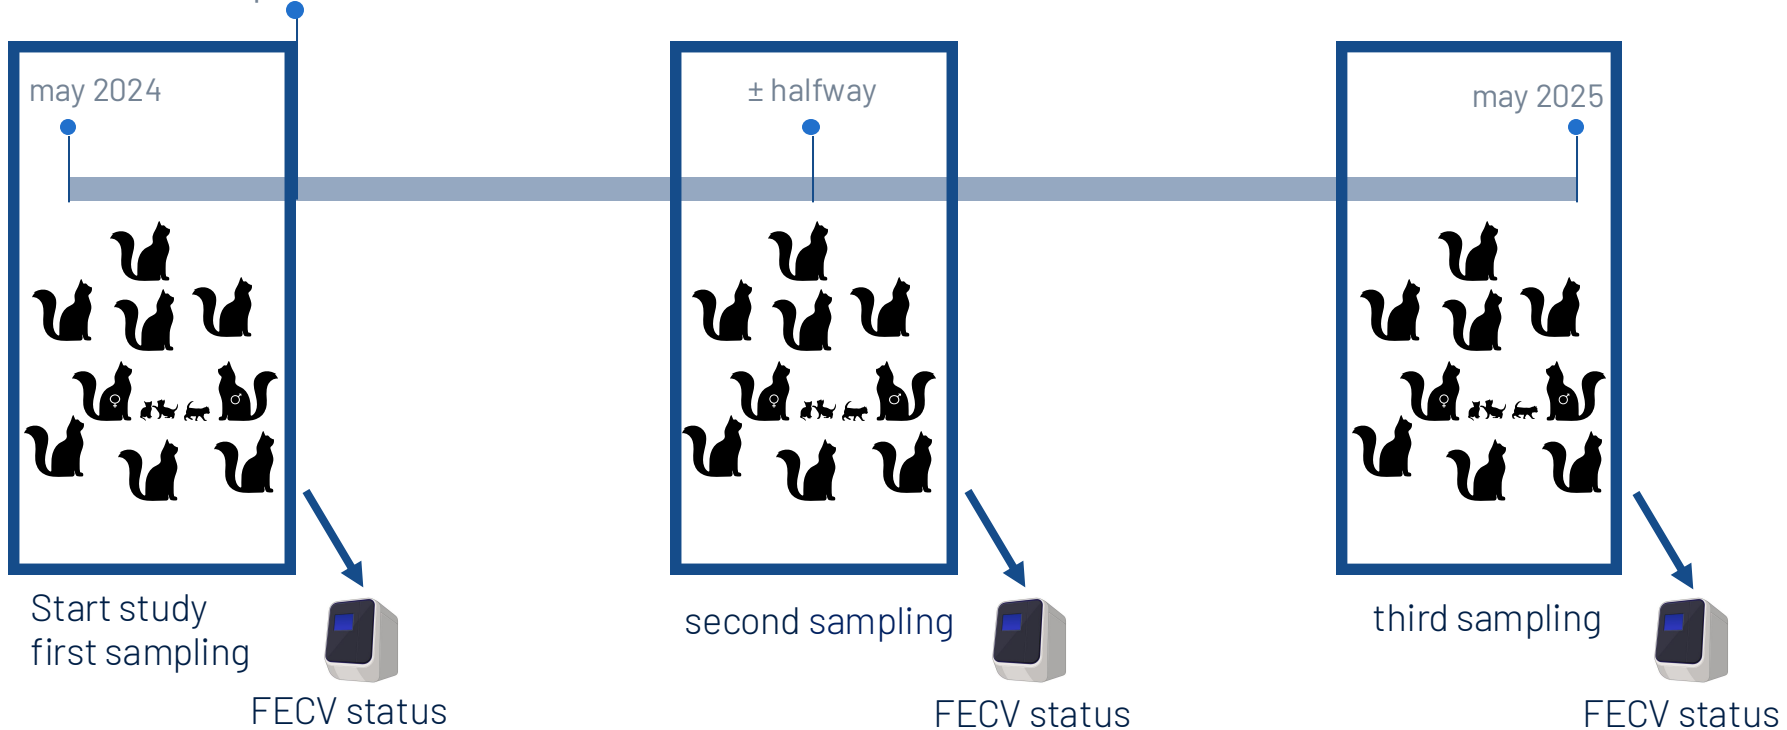 may 2024
± halfway
may 2025
Start study
first sampling
second sampling
third sampling
FECV status
FECV status
FECV status